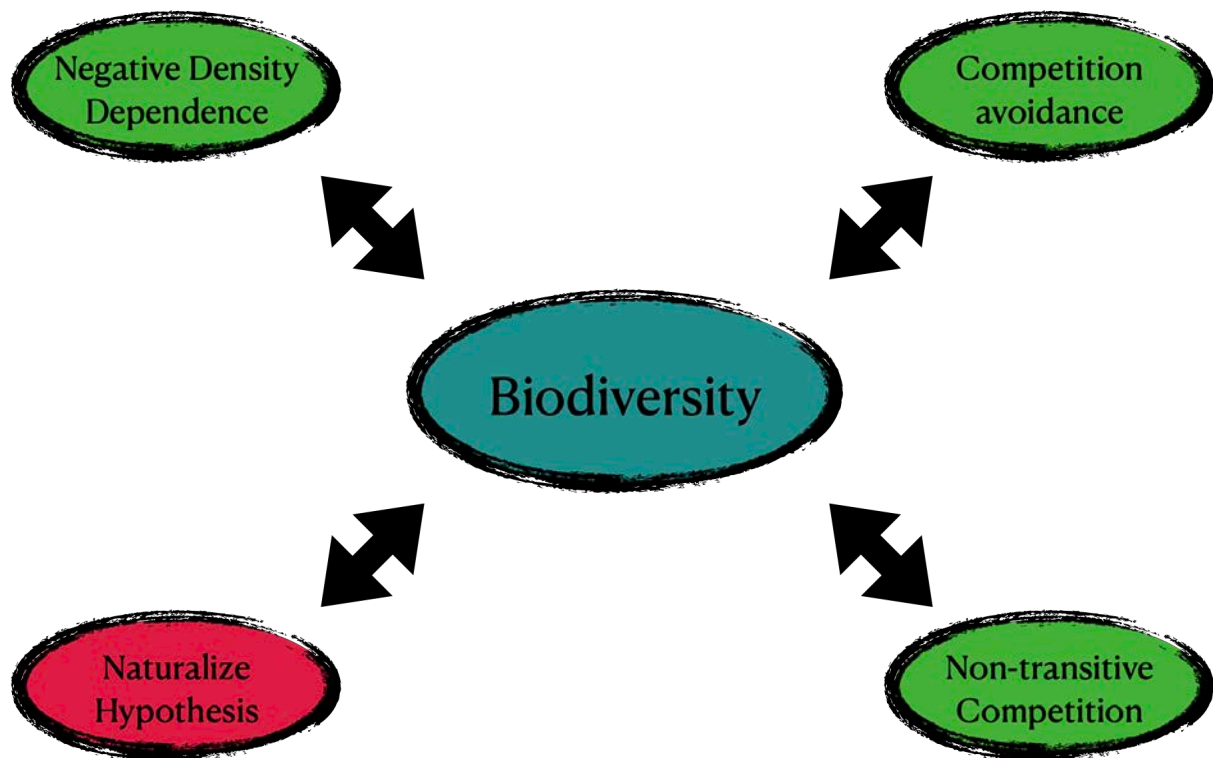 Negative Density
Dependence
Competition
avoidance
Biodiversity
Naturalize
Hypothesis
Non-transitive
Competition